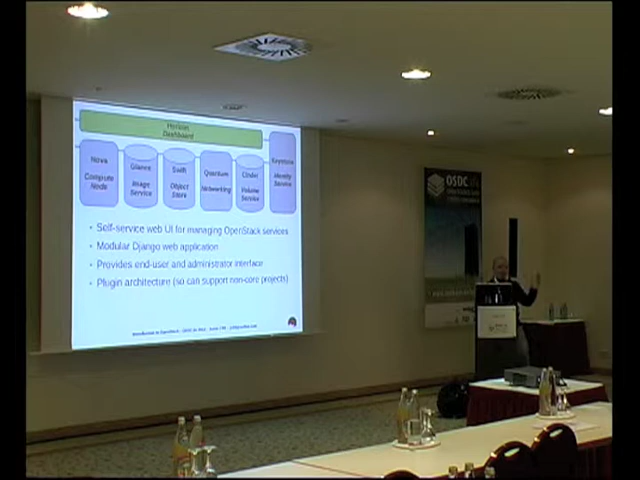 Horizon
Dashboard
Nova
Compute
Node
Glance
Image
Service
Swift
Object
Store
Quantum
Networking
Cinder
Volume
Service
Keystone
Identity
Service
• Self-service web UI for managing OpenStack services
• Modular Django web application
• Provides end-user and administrator interface
• Plugin architecture (so can support non-core projects)
OSDC